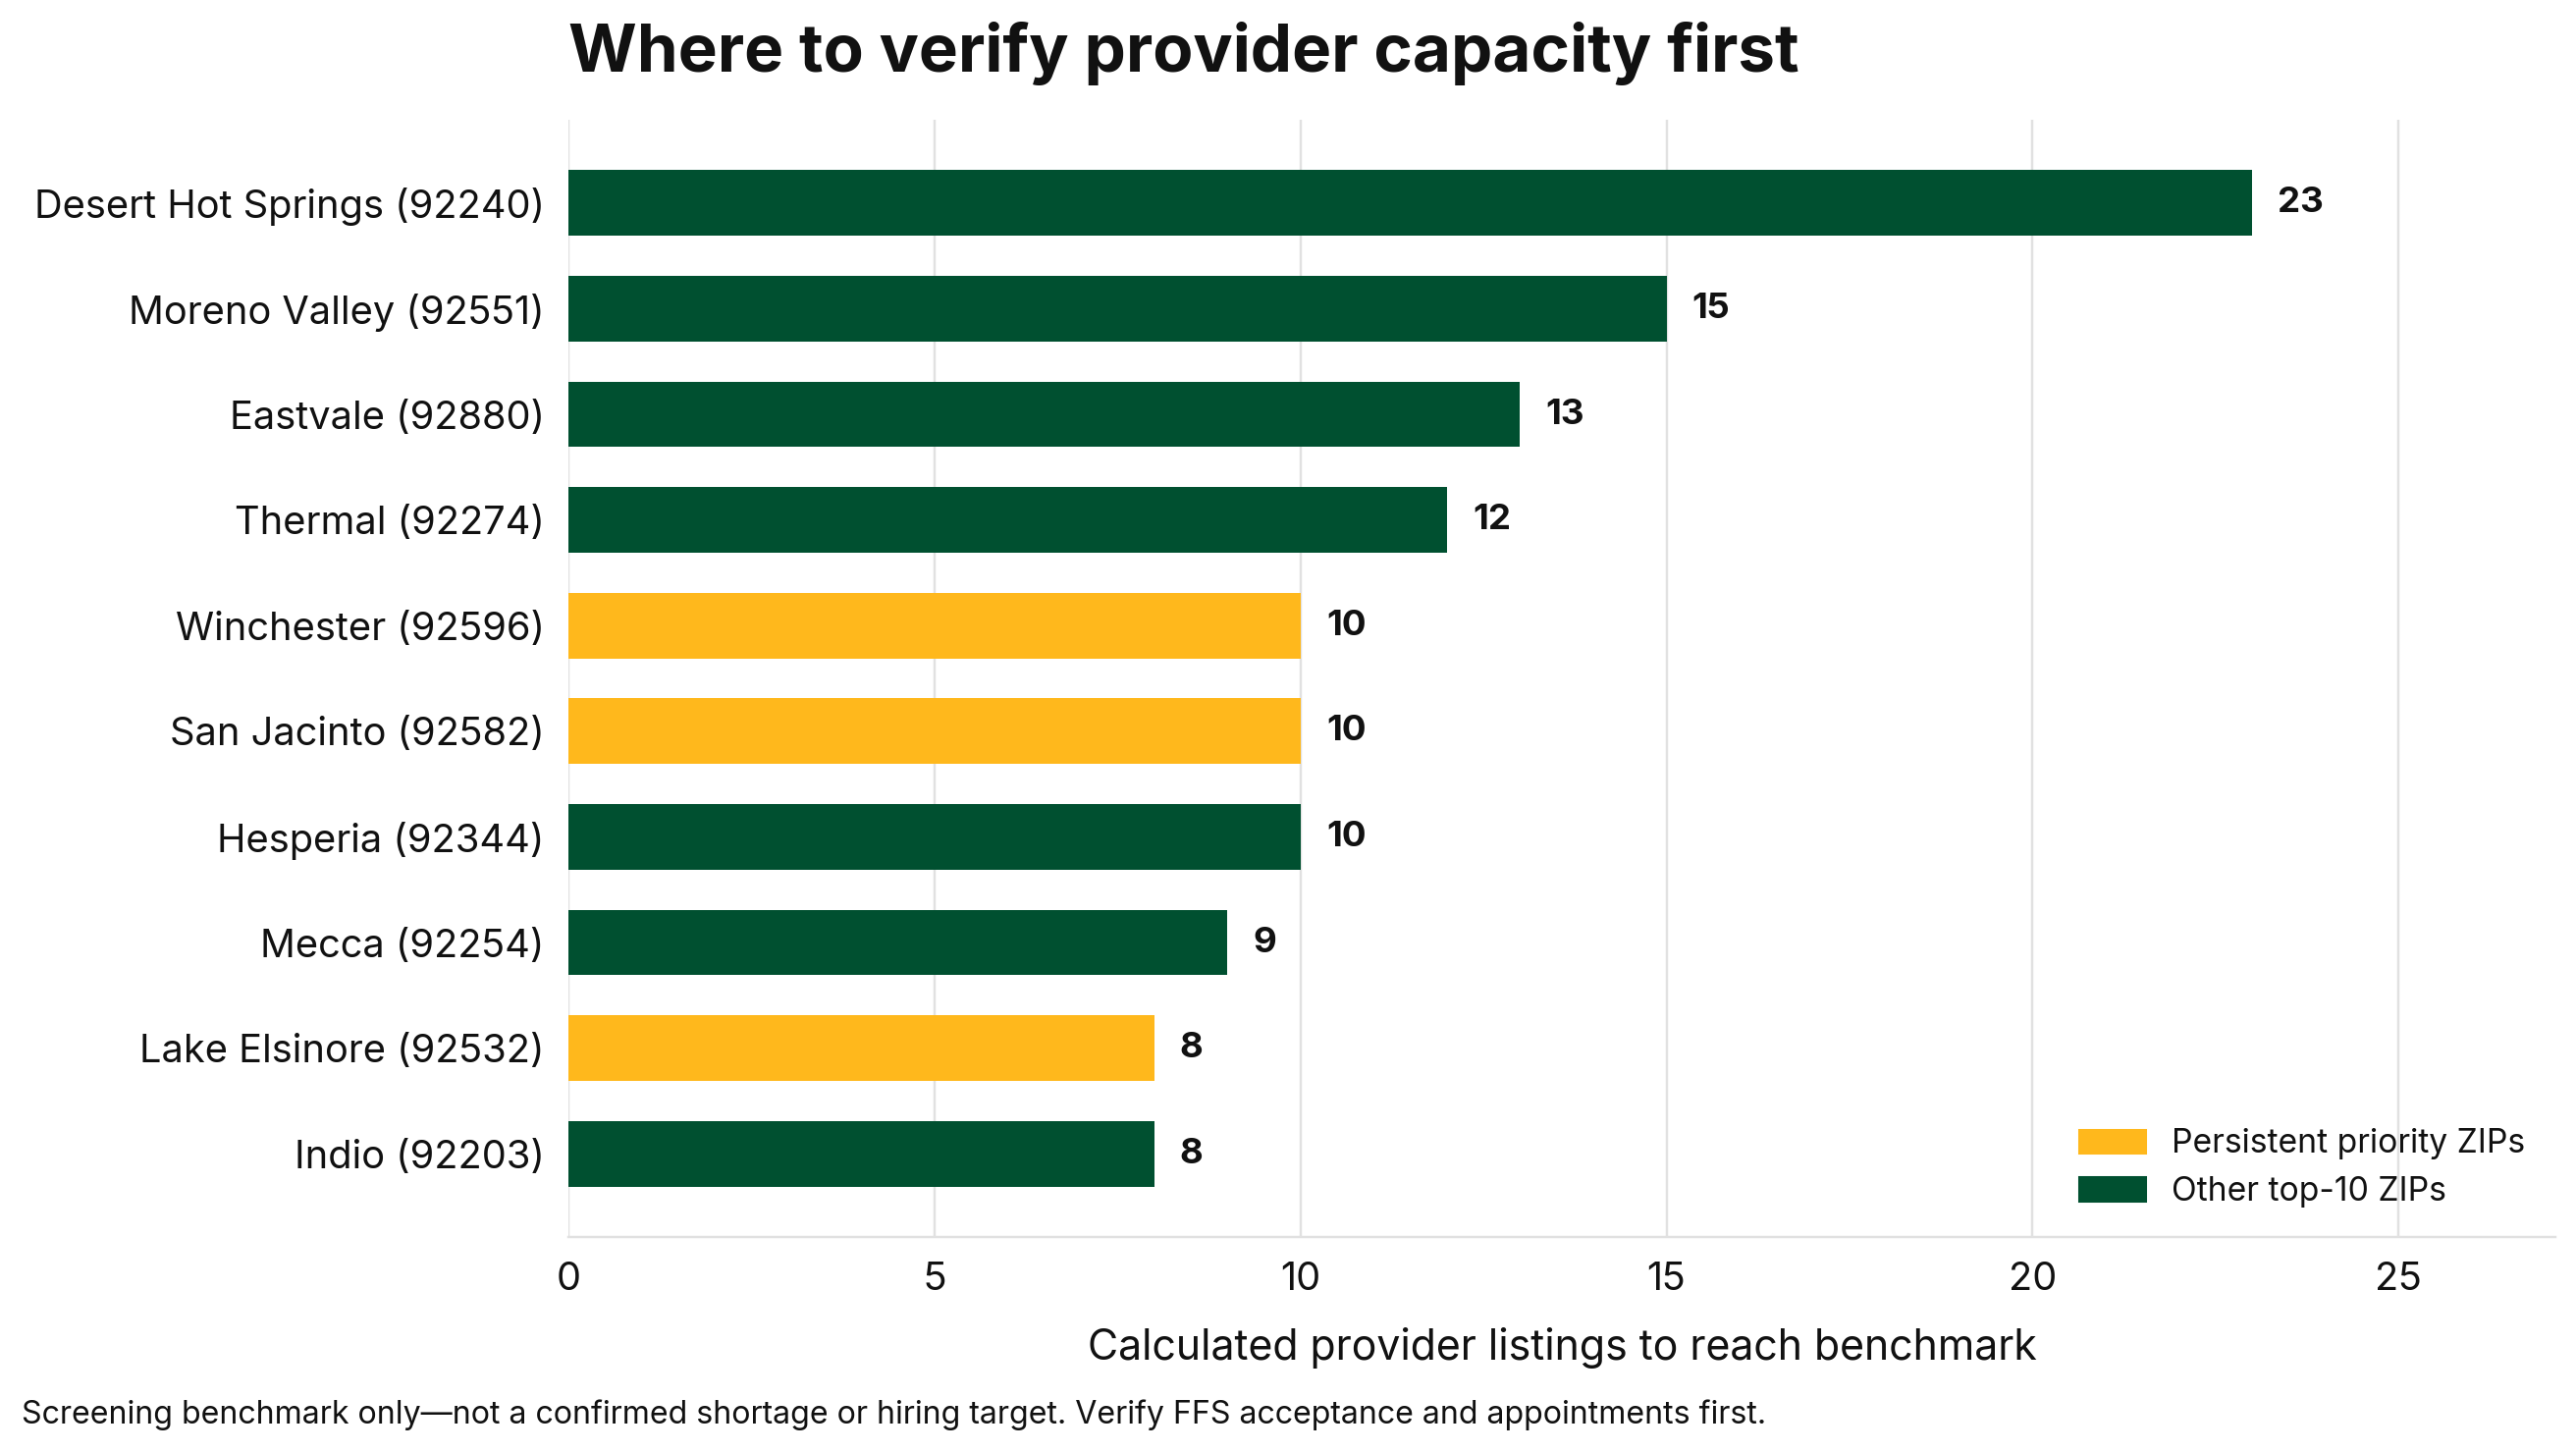 Where to verify provider capacity first
Desert Hot Springs (92240) 23
Moreno Valley (92551) 15
Eastvale (92880) 13
Thermal (92274) 12
Winchester (92596) 10
San Jacinto (92582) 10
Hesperia (92344) 10
Mecca (92254) 9
Lake Elsinore (92532) 8
Indio (92203) 8
Persistent priority ZIPs
Other top-10 ZIPs
0 5 10 15 20 25
Calculated provider listings to reach benchmark
Screening benchmark only—not a confirmed shortage or hiring target. Verify FFS acceptance and appointments first.